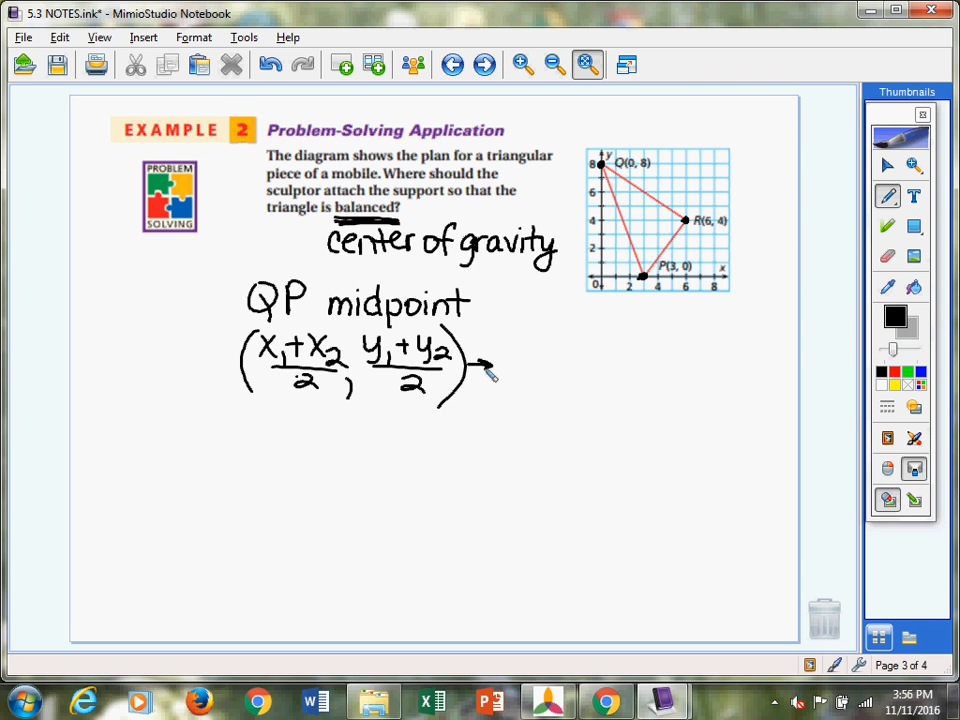 5.3 NOTES.ink* - MimioStudio Notebook
File Edit View Insert Format Tools Help
Thumbnails
EXAMPLE 2 Problem-Solving Application
PROBLEM
SOLVING
The diagram shows the plan for a triangular
piece of a mobile. Where should the
sculptor attach the support so that the
triangle is balanced?
y
8 Q(0, 8)
6
4 R(6, 4)
2
P(3, 0) x
0 2 4 6 8
center of gravity
QP midpoint
(x₁+x₂/2, y₁+y₂/2)→
T
Page 3 of 4
3:56 PM
11/11/2016